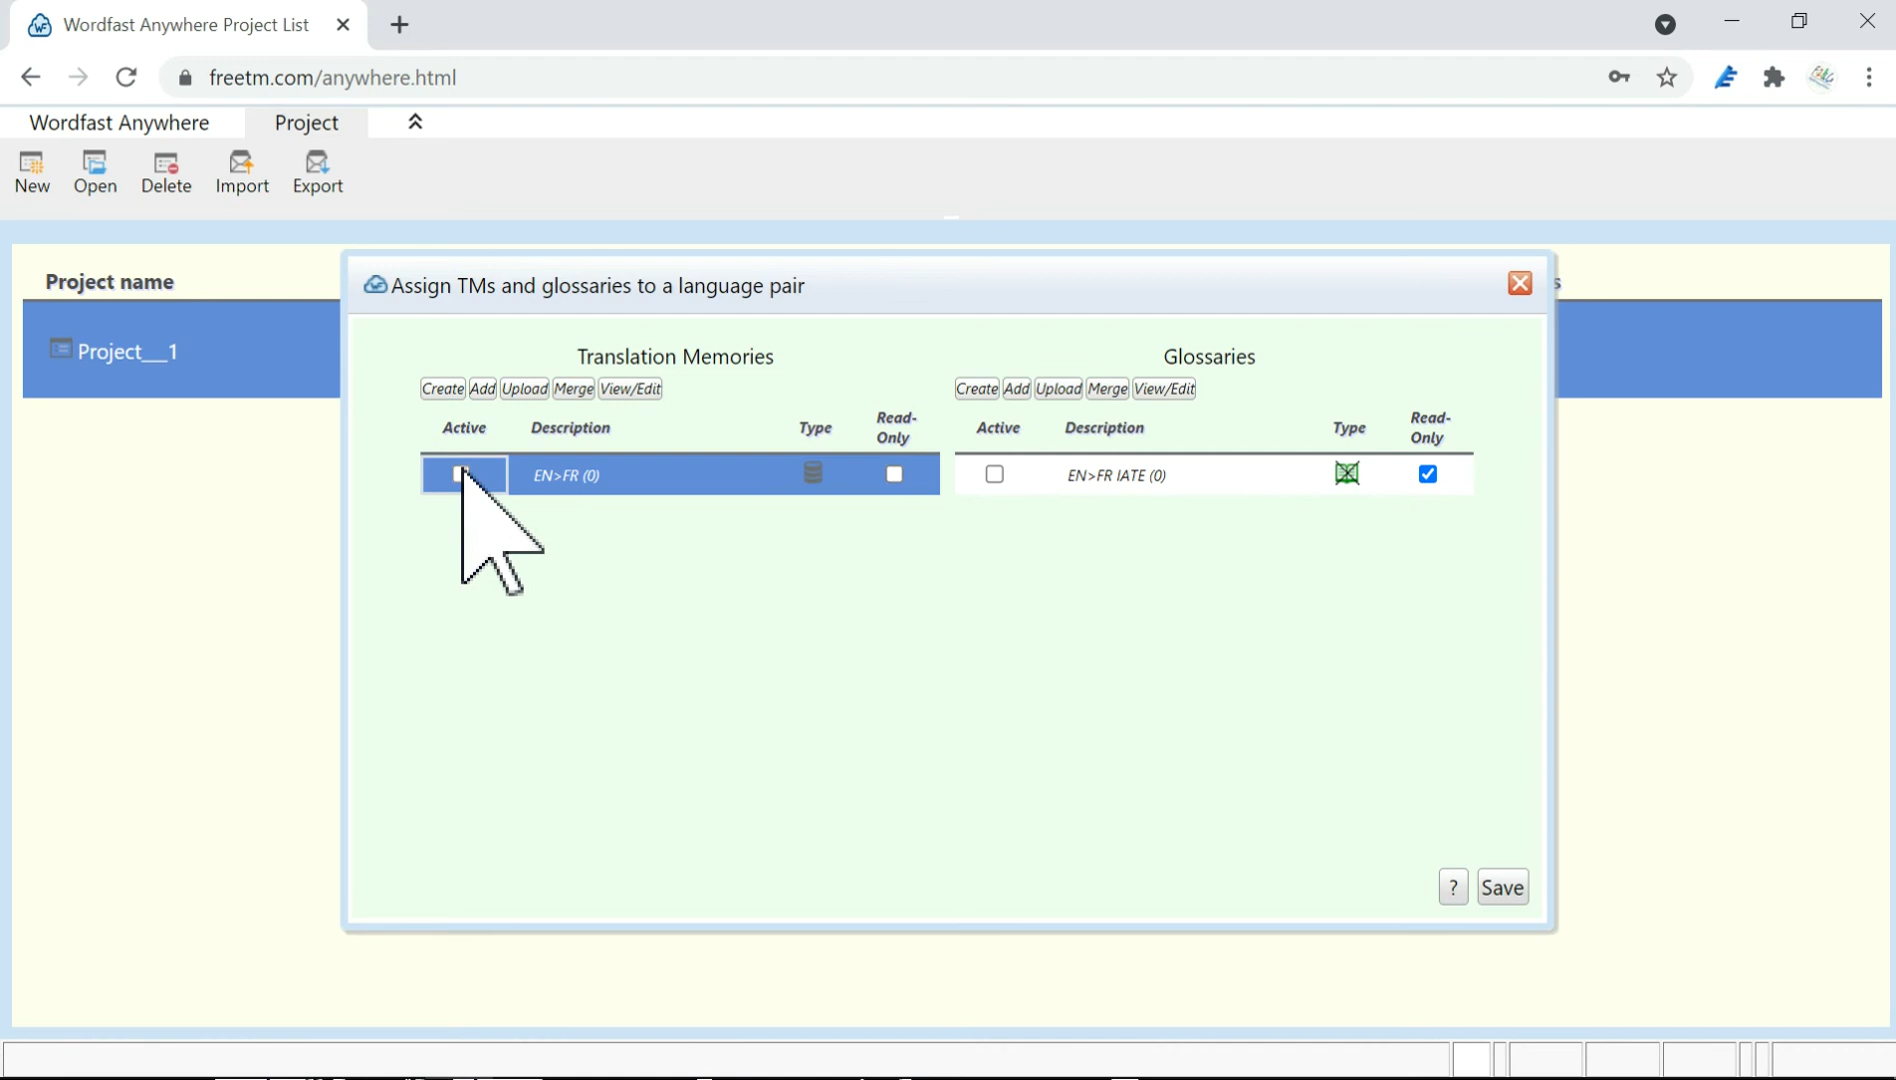 Wordfast Anywhere Project List
freetm.com/anywhere.html
Wordfast Anywhere Project
New Open Delete Import Export
Project name
Assign TMs and glossaries to a language pair
s
Project___1
Translation Memories Glossaries
Create Add Upload Merge View/Edit Create Add Upload Merge View/Edit
Active Description Type Read-Only Active Description Type Read-Only
EN>FR (0) EN>FR IATE (0)
? Save